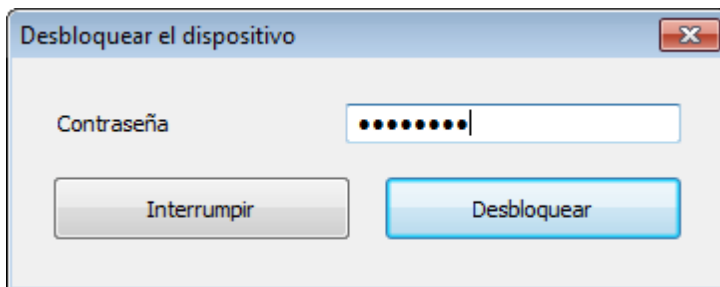 Desbloquear el dispositivo
Contraseña
••••••••
Interrumpir
Desbloquear